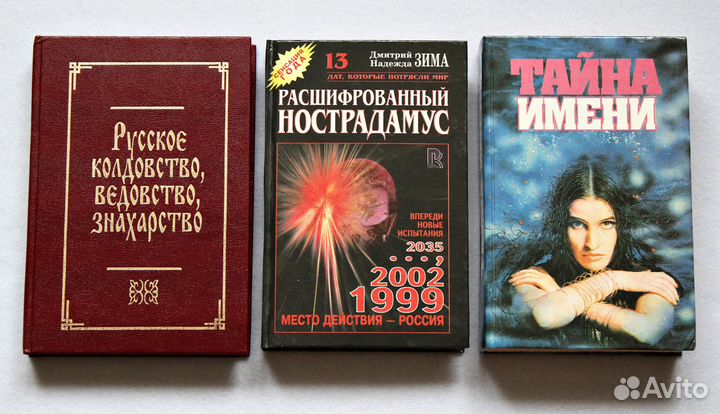 Русское
колдовство,
ведовство,
знахарство
СЕНСАЦИЯ
ГОДА
13
Дмитрий
Надежда ЗИМА
ДАТ, КОТОРЫЕ ПОТРЯСЛИ МИР
РАСШИФРОВАННЫЙ
НОСТРАДАМУС
ВПЕРЕДИ
НОВЫЕ
ИСПЫТАНИЯ
2035
...,
2002
1999
МЕСТО ДЕЙСТВИЯ – РОССИЯ
ТАЙНА
ИМЕНИ
Avito